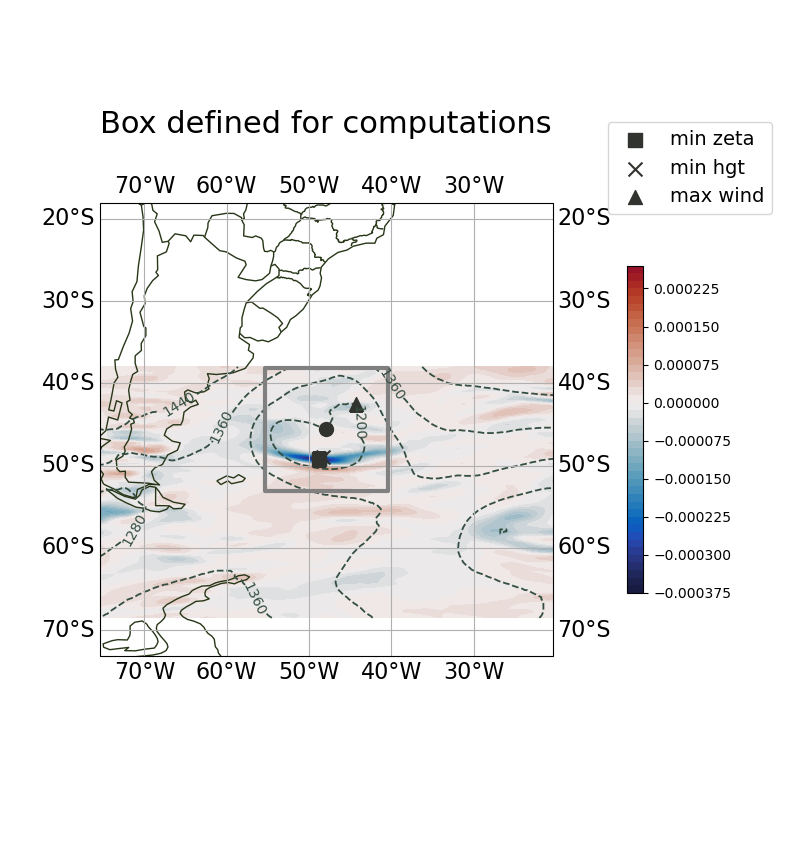 Box defined for computations
min zeta
min hgt
max wind
70°W 60°W 50°W 40°W 30°W
20°S 20°S
30°S 30°S
40°S 40°S
50°S 50°S
60°S 60°S
70°S 70°S
70°W 60°W 50°W 40°W 30°W
1440
1360
1360
1200
1280
1360
0.000225
0.000150
0.000075
0.000000
−0.000075
−0.000150
−0.000225
−0.000300
−0.000375